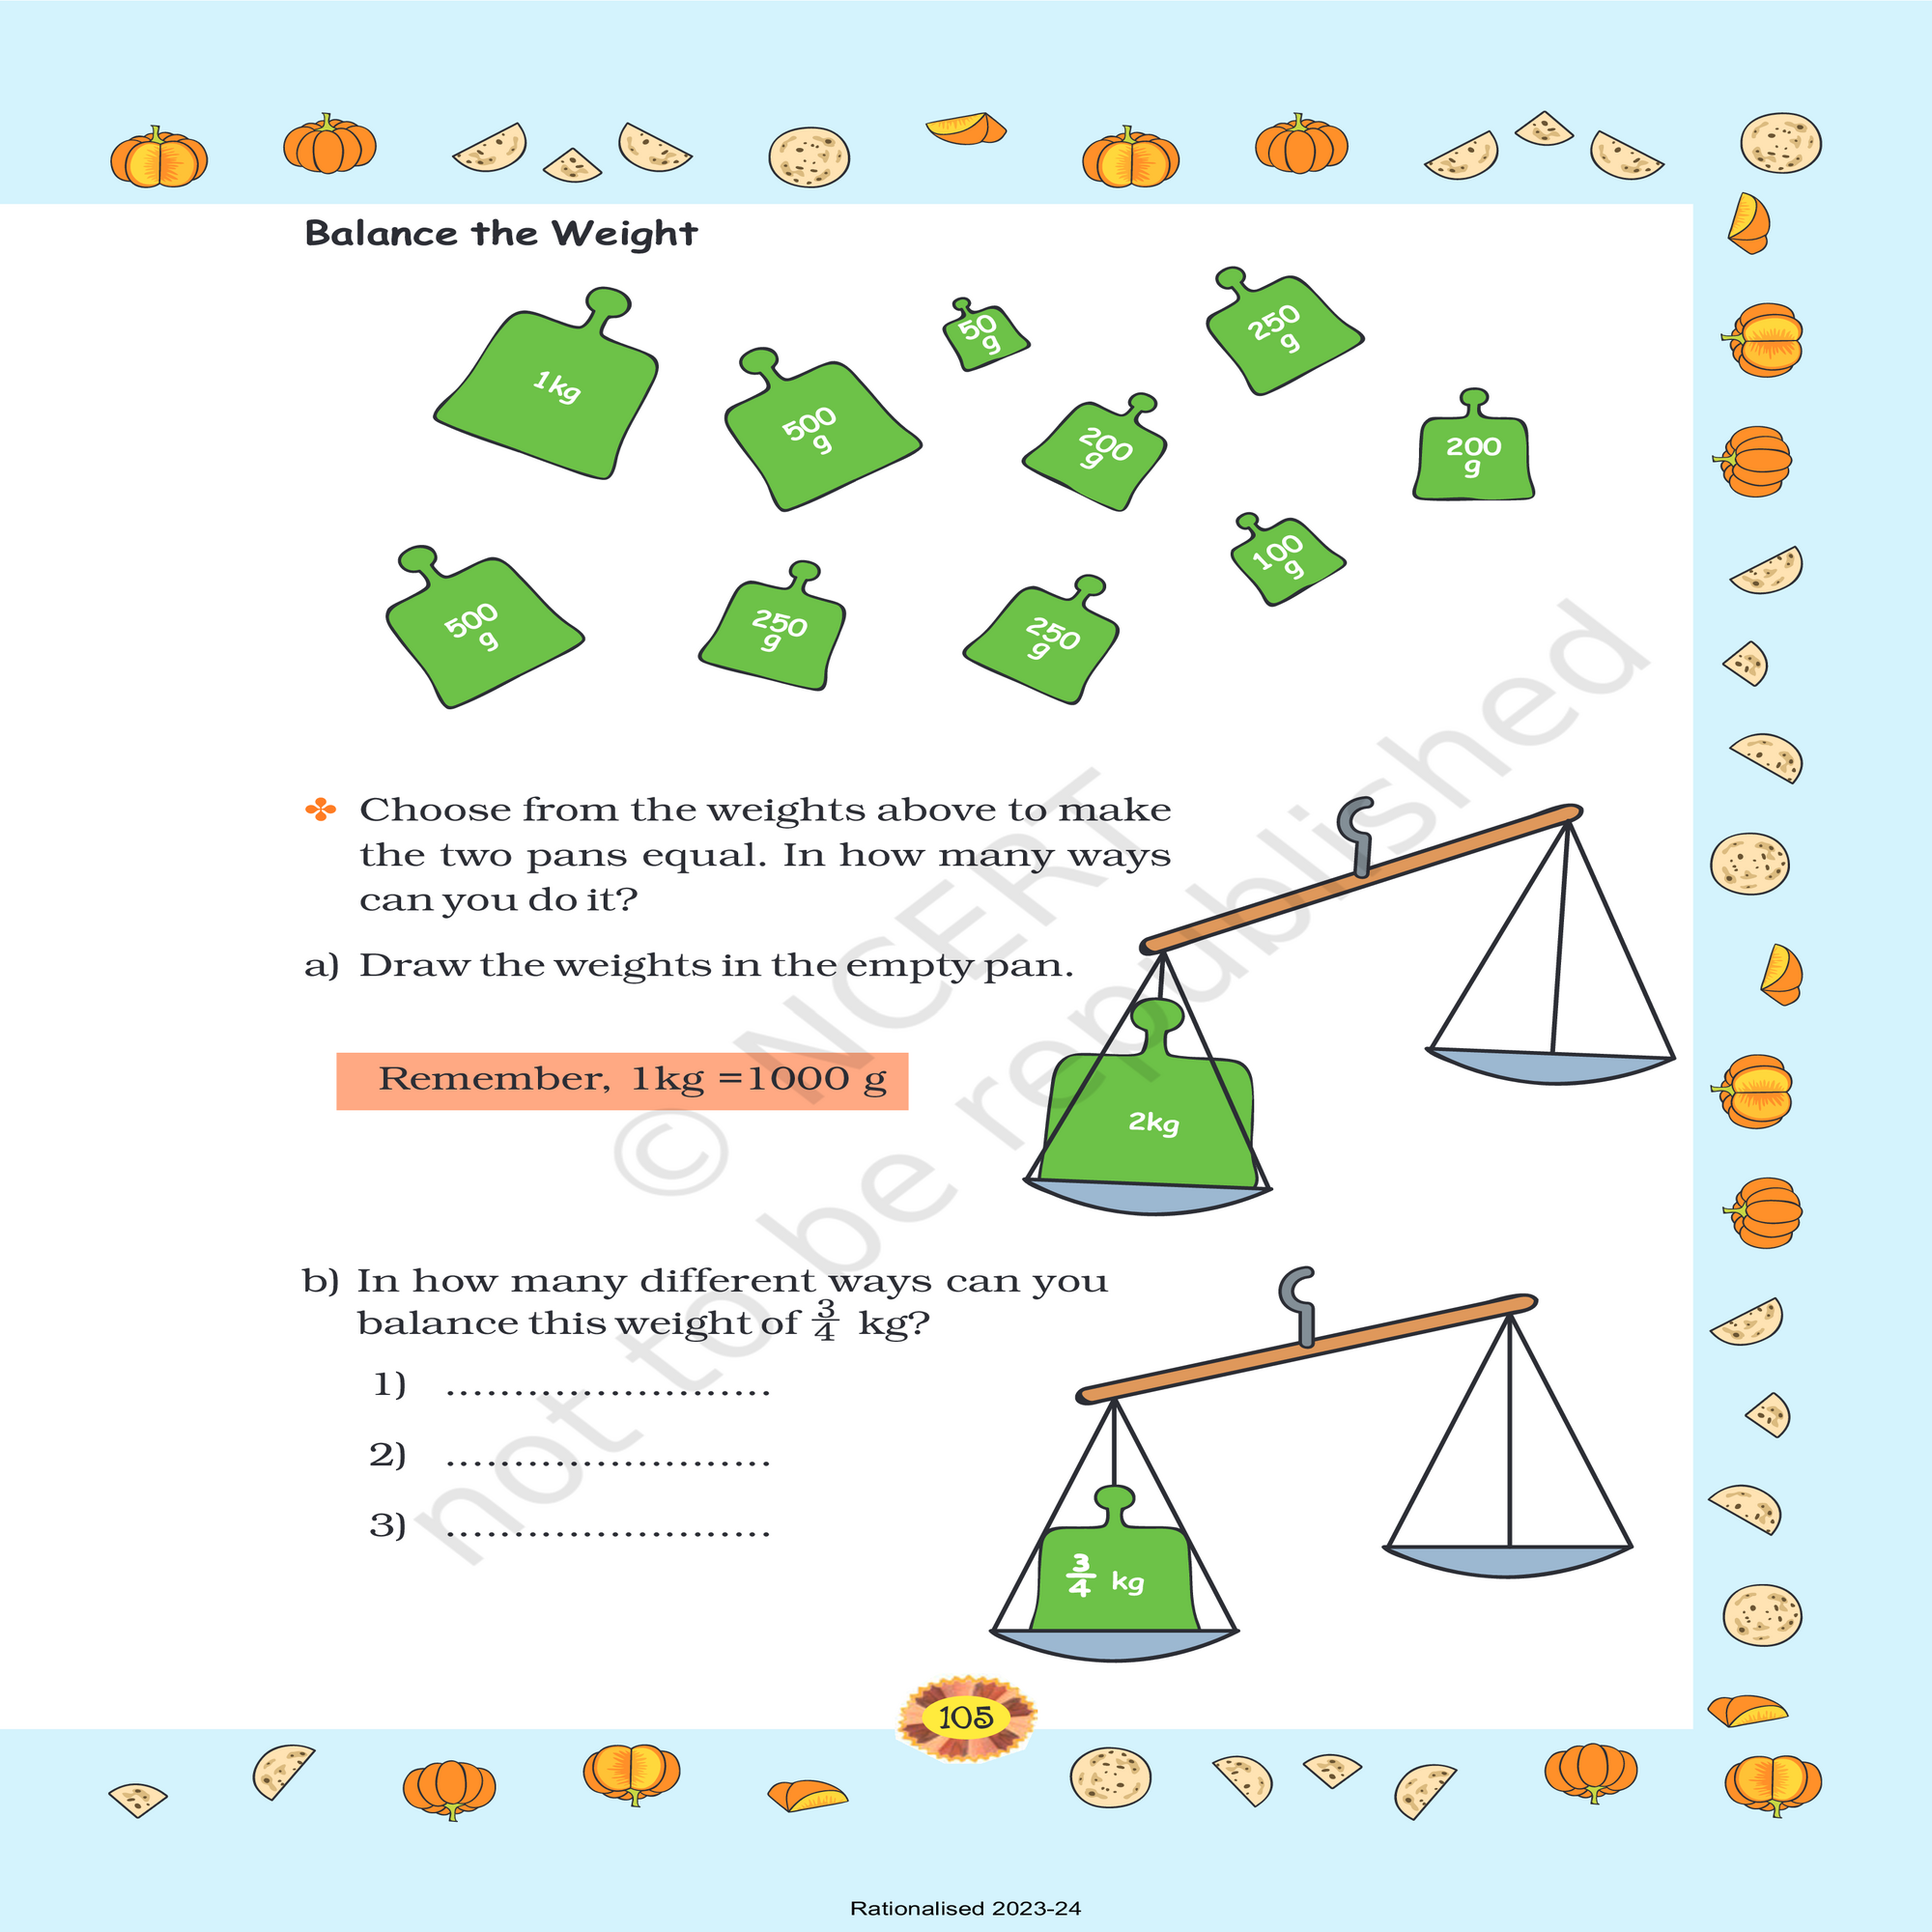 Balance the Weight
1kg
500
g
50
g
250
g
200
g
200
g
100
g
500
g
250
g
250
g
Choose from the weights above to make
the two pans equal. In how many ways
can you do it?
a) Draw the weights in the empty pan.
Remember, 1kg =1000 g
2kg
b) In how many different ways can you
balance this weight of 3/4 kg?
1) ........................
2) ........................
3) ........................
3/4 kg
© NCERT
not to be republished
105
Rationalised 2023-24